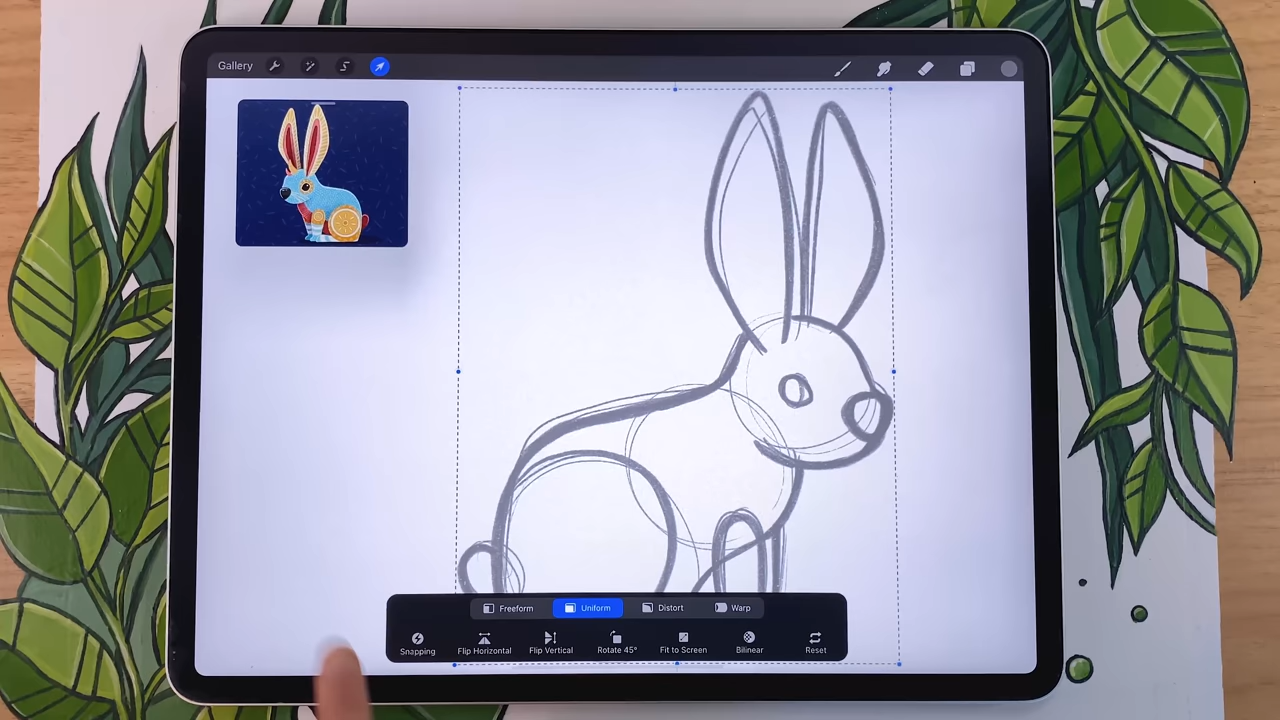 Gallery
Freeform Uniform Distort Warp
Snapping Flip Horizontal Flip Vertical Rotate 45° Fit to Screen Bilinear Reset